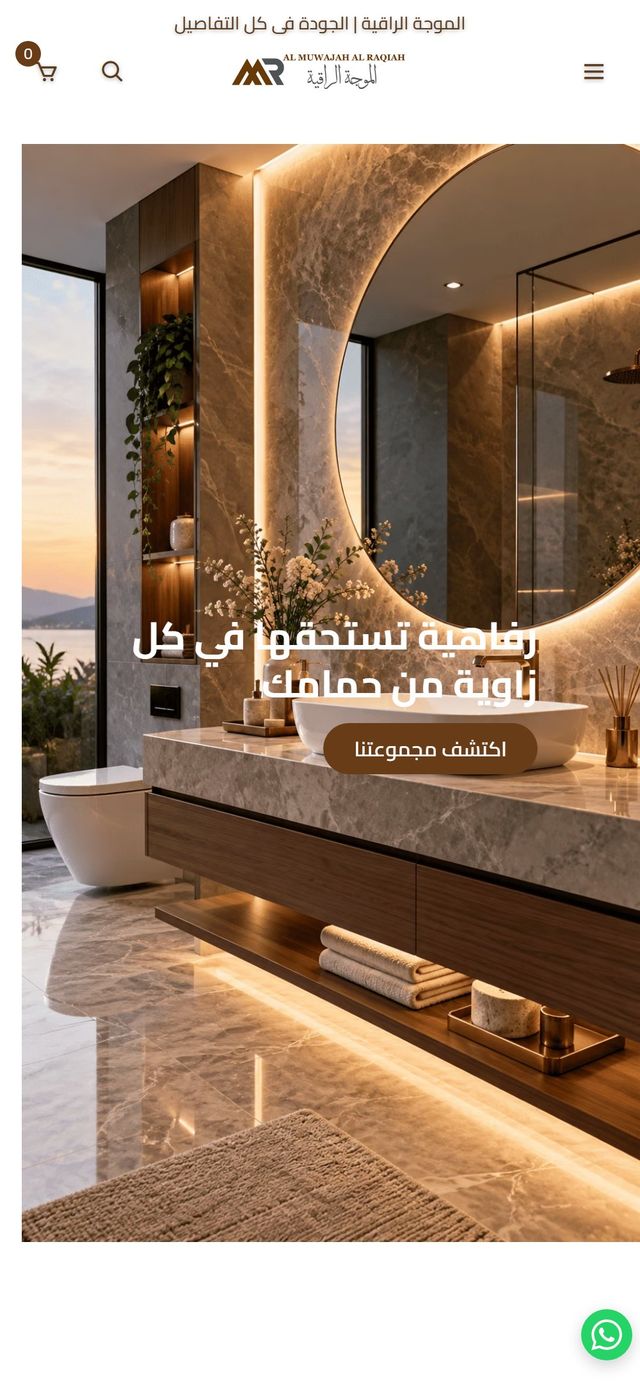 الموجة الراقية | الجودة فى كل التفاصيل
0
AL MUWAJAH AL RAQIAH
الموجة الراقية
رفاهية تستحقها في كل
زاوية من حمامك
اكتشف مجموعتنا